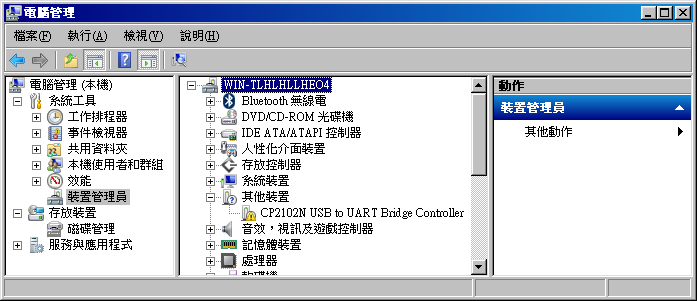 電腦管理
檔案(F) 執行(A) 檢視(V) 說明(H)
電腦管理 (本機)
系統工具
工作排程器
事件檢視器
共用資料夾
本機使用者和群組
效能
裝置管理員
存放裝置
磁碟管理
服務與應用程式
WIN-TLHLHLLHEO4
Bluetooth 無線電
DVD/CD-ROM 光碟機
IDE ATA/ATAPI 控制器
人性化介面裝置
存放控制器
系統裝置
其他裝置
CP2102N USB to UART Bridge Controller
音效，視訊及遊戲控制器
記憶體裝置
處理器
軟碟機
動作
裝置管理員
其他動作